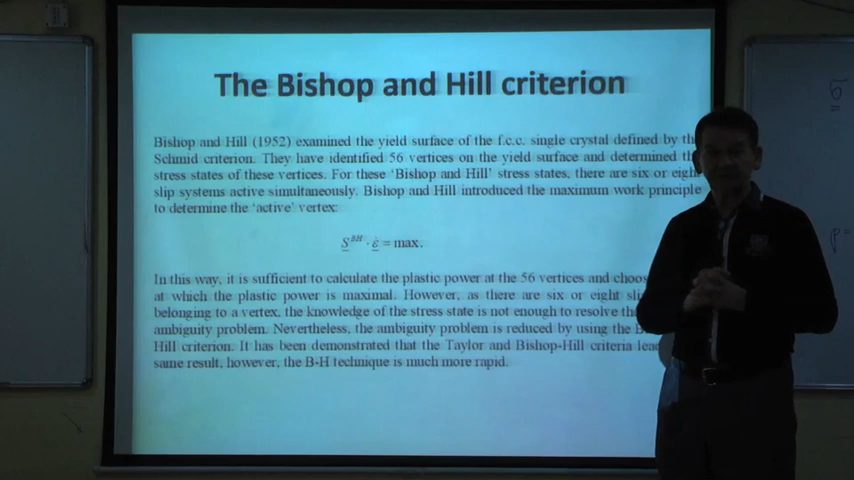 The Bishop and Hill criterion
Bishop and Hill (1952) examined the yield surface of the f.c.c. single crystal defined by th
Schmid criterion. They have identified 56 vertices on the yield surface and determined th
stress states of these vertices. For these ‘Bishop and Hill’ stress states, there are six or eigh
slip systems active simultaneously. Bishop and Hill introduced the maximum work principle
to determine the ‘active’ vertex:
S^BH · ε̇ = max.
In this way, it is sufficient to calculate the plastic power at the 56 vertices and choos
at which the plastic power is maximal. However, as there are six or eight sli
belonging to a vertex, the knowledge of the stress state is not enough to resolve th
ambiguity problem. Nevertheless, the ambiguity problem is reduced by using the B
Hill criterion. It has been demonstrated that the Taylor and Bishop-Hill criteria lea
same result, however, the B-H technique is much more rapid.